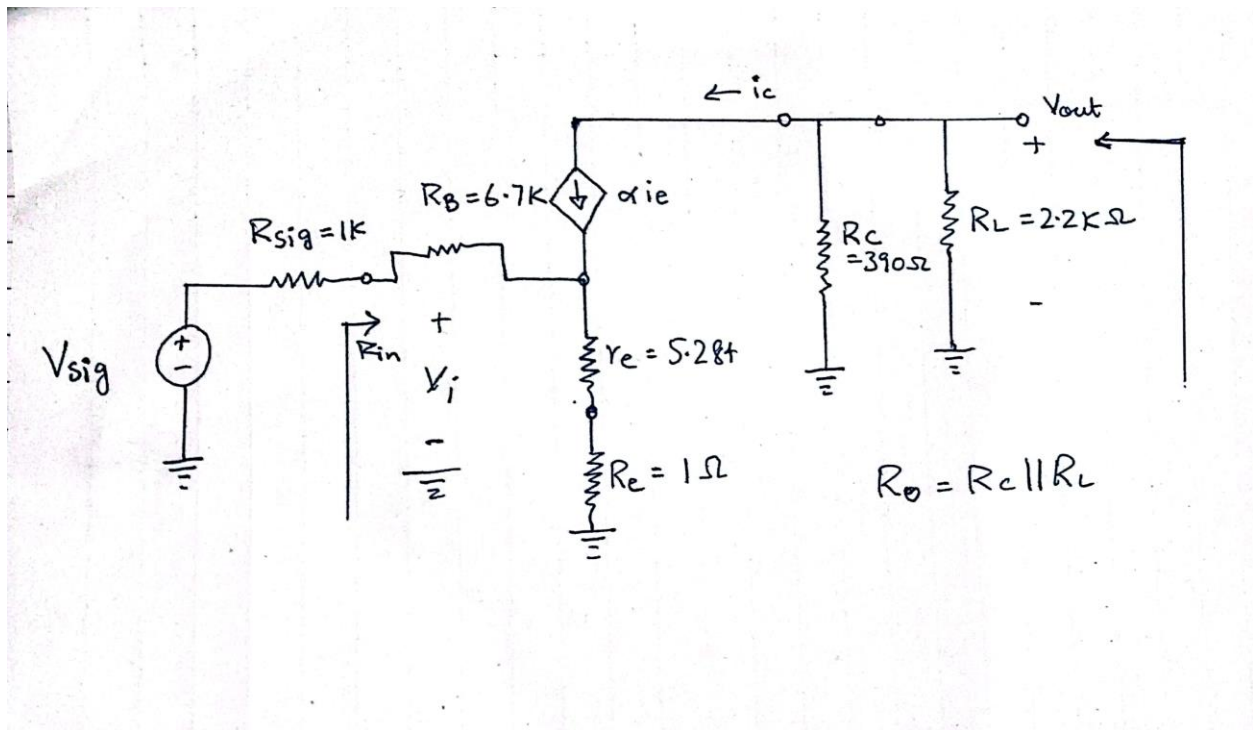 ← ic
Vout
+
RB = 6.7K
αie
Rsig = 1K
RC
= 390Ω
RL = 2.2KΩ
-
+
-
Vsig
Rin
+
Vi
-
re = 5.28t
Re = 1Ω
Ro = Rc||RL